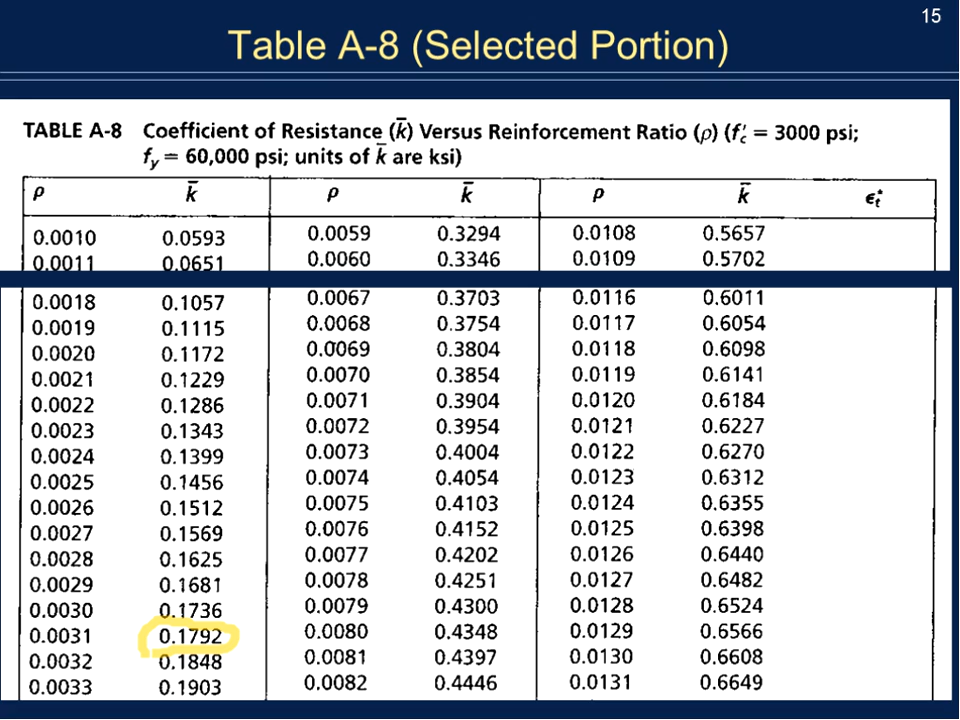 15
Table A-8 (Selected Portion)
TABLE A-8 Coefficient of Resistance (k̄) Versus Reinforcement Ratio (ρ) (f′c = 3000 psi;
fy = 60,000 psi; units of k̄ are ksi)
ρ k̄ ρ k̄ ρ k̄ ϵt*
0.0010 0.0593 0.0059 0.3294 0.0108 0.5657
0.0011 0.0651 0.0060 0.3346 0.0109 0.5702
0.0018 0.1057 0.0067 0.3703 0.0116 0.6011
0.0019 0.1115 0.0068 0.3754 0.0117 0.6054
0.0020 0.1172 0.0069 0.3804 0.0118 0.6098
0.0021 0.1229 0.0070 0.3854 0.0119 0.6141
0.0022 0.1286 0.0071 0.3904 0.0120 0.6184
0.0023 0.1343 0.0072 0.3954 0.0121 0.6227
0.0024 0.1399 0.0073 0.4004 0.0122 0.6270
0.0025 0.1456 0.0074 0.4054 0.0123 0.6312
0.0026 0.1512 0.0075 0.4103 0.0124 0.6355
0.0027 0.1569 0.0076 0.4152 0.0125 0.6398
0.0028 0.1625 0.0077 0.4202 0.0126 0.6440
0.0029 0.1681 0.0078 0.4251 0.0127 0.6482
0.0030 0.1736 0.0079 0.4300 0.0128 0.6524
0.0031 0.1792 0.0080 0.4348 0.0129 0.6566
0.0032 0.1848 0.0081 0.4397 0.0130 0.6608
0.0033 0.1903 0.0082 0.4446 0.0131 0.6649